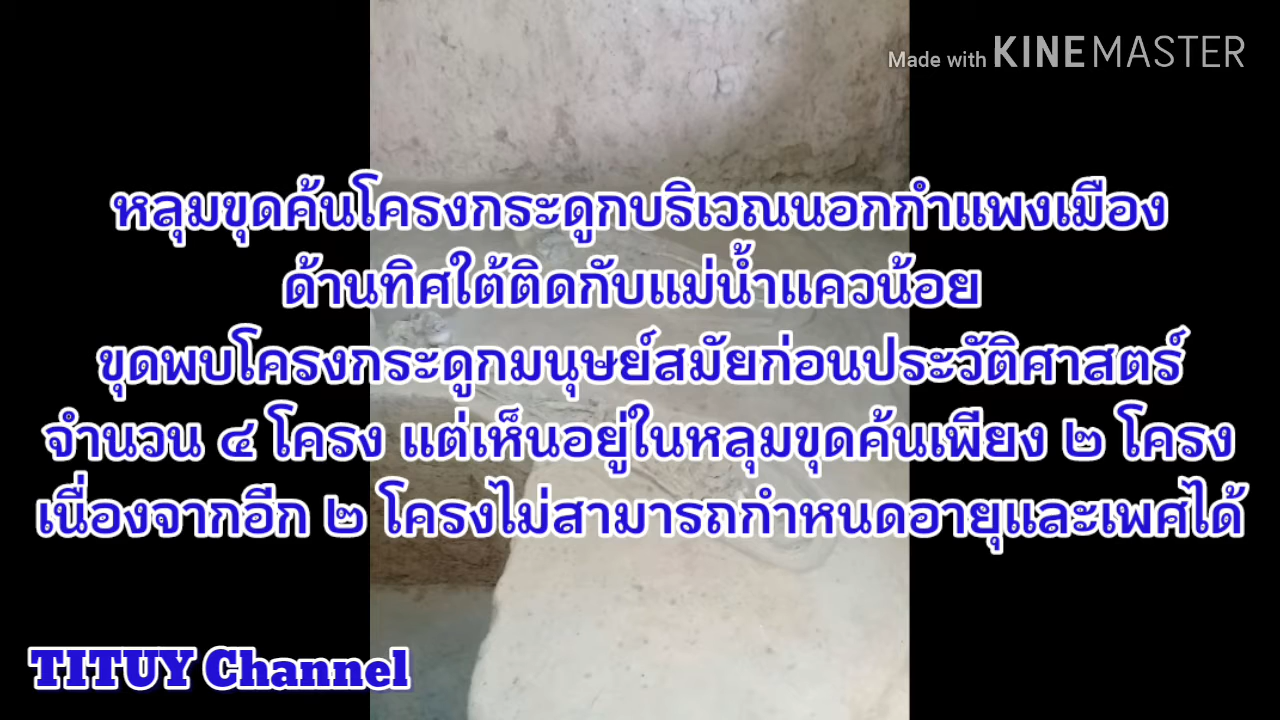 Made with KINEMASTER
หลุมขุดค้นโครงกระดูกบริเวณนอกกำแพงเมือง
ด้านทิศใต้ติดกับแม่น้ำแควน้อย
ขุดพบโครงกระดูกมนุษย์สมัยก่อนประวัติศาสตร์
จำนวน ๔ โครง แต่เห็นอยู่ในหลุมขุดค้นเพียง ๒ โครง
เนื่องจากอีก ๒ โครงไม่สามารถกำหนดอายุและเพศได้
TITUY Channel